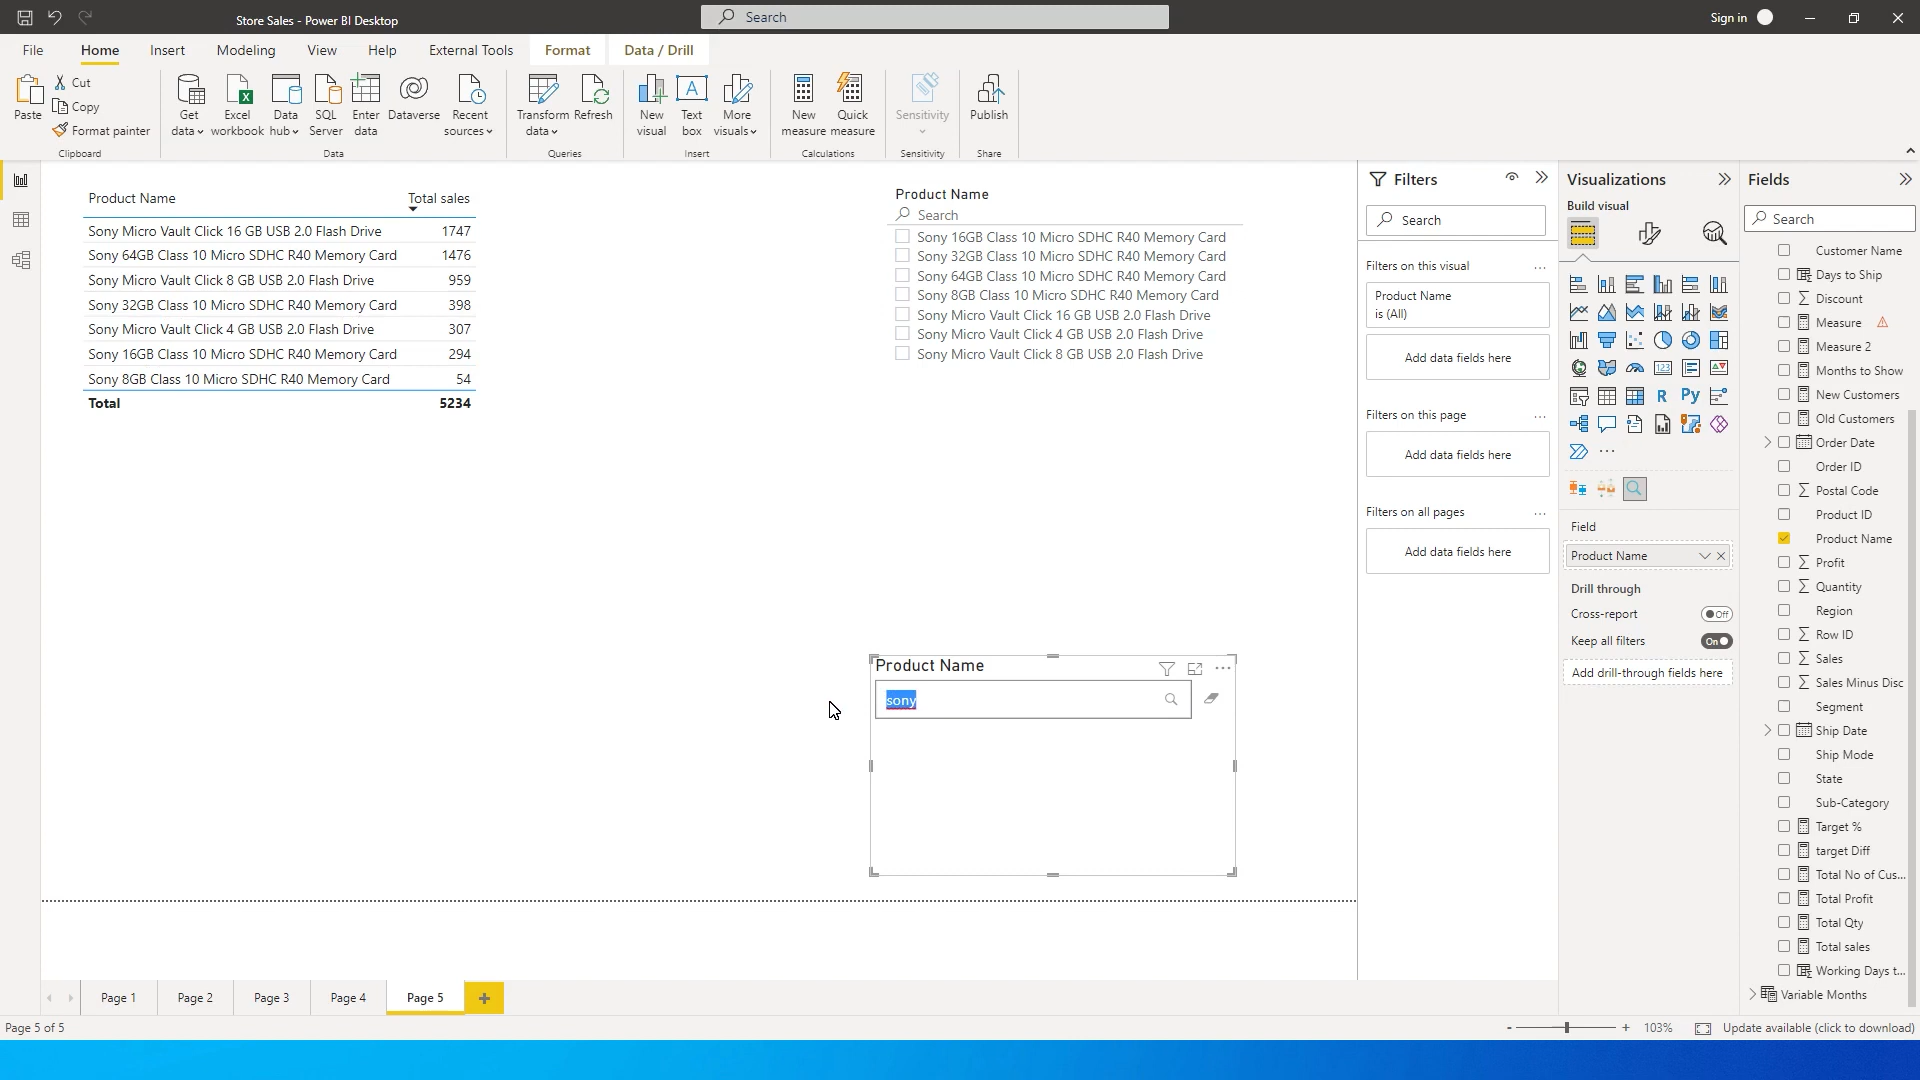 Store Sales - Power BI Desktop
Search
Sign in
File
Home
Insert
Modeling
View
Help
External Tools
Format
Data / Drill
Paste
Cut
Copy
Format painter
Clipboard
Get data
Excel workbook
Data hub
SQL Server
Enter data
Dataverse
Recent sources
Data
Transform data
Refresh
Queries
New visual
Text box
More visuals
Insert
New measure
Quick measure
Calculations
Sensitivity
Sensitivity
Publish
Share
Product Name Total sales
Sony Micro Vault Click 16 GB USB 2.0 Flash Drive 1747
Sony 64GB Class 10 Micro SDHC R40 Memory Card 1476
Sony Micro Vault Click 8 GB USB 2.0 Flash Drive 959
Sony 32GB Class 10 Micro SDHC R40 Memory Card 398
Sony Micro Vault Click 4 GB USB 2.0 Flash Drive 307
Sony 16GB Class 10 Micro SDHC R40 Memory Card 294
Sony 8GB Class 10 Micro SDHC R40 Memory Card 54
Total 5234
Product Name
Search
Sony 16GB Class 10 Micro SDHC R40 Memory Card
Sony 32GB Class 10 Micro SDHC R40 Memory Card
Sony 64GB Class 10 Micro SDHC R40 Memory Card
Sony 8GB Class 10 Micro SDHC R40 Memory Card
Sony Micro Vault Click 16 GB USB 2.0 Flash Drive
Sony Micro Vault Click 4 GB USB 2.0 Flash Drive
Sony Micro Vault Click 8 GB USB 2.0 Flash Drive
Product Name
sony
Filters
Search
Filters on this visual
Product Name
is (All)
Add data fields here
Filters on this page
Add data fields here
Filters on all pages
Add data fields here
Visualizations
Build visual
123
R
Py
Field
Product Name
Drill through
Cross-report Off
Keep all filters On
Add drill-through fields here
Fields
Search
Customer Name
Days to Ship
Discount
Measure
Measure 2
Months to Show
New Customers
Old Customers
Order Date
Order ID
Postal Code
Product ID
Product Name
Profit
Quantity
Region
Row ID
Sales
Sales Minus Disc
Segment
Ship Date
Ship Mode
State
Sub-Category
Target %
target Diff
Total No of Cus...
Total Profit
Total Qty
Total sales
Working Days t...
Variable Months
Page 1
Page 2
Page 3
Page 4
Page 5
Page 5 of 5
- + 103%
Update available (click to download)